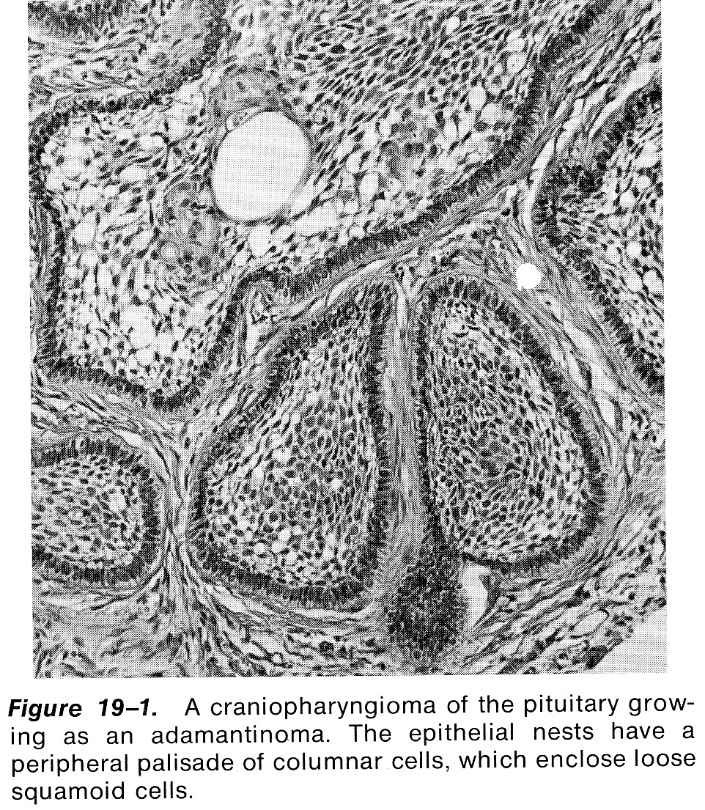 Figure 19–1. A craniopharyngioma of the pituitary grow-
ing as an adamantinoma. The epithelial nests have a
peripheral palisade of columnar cells, which enclose loose
squamoid cells.